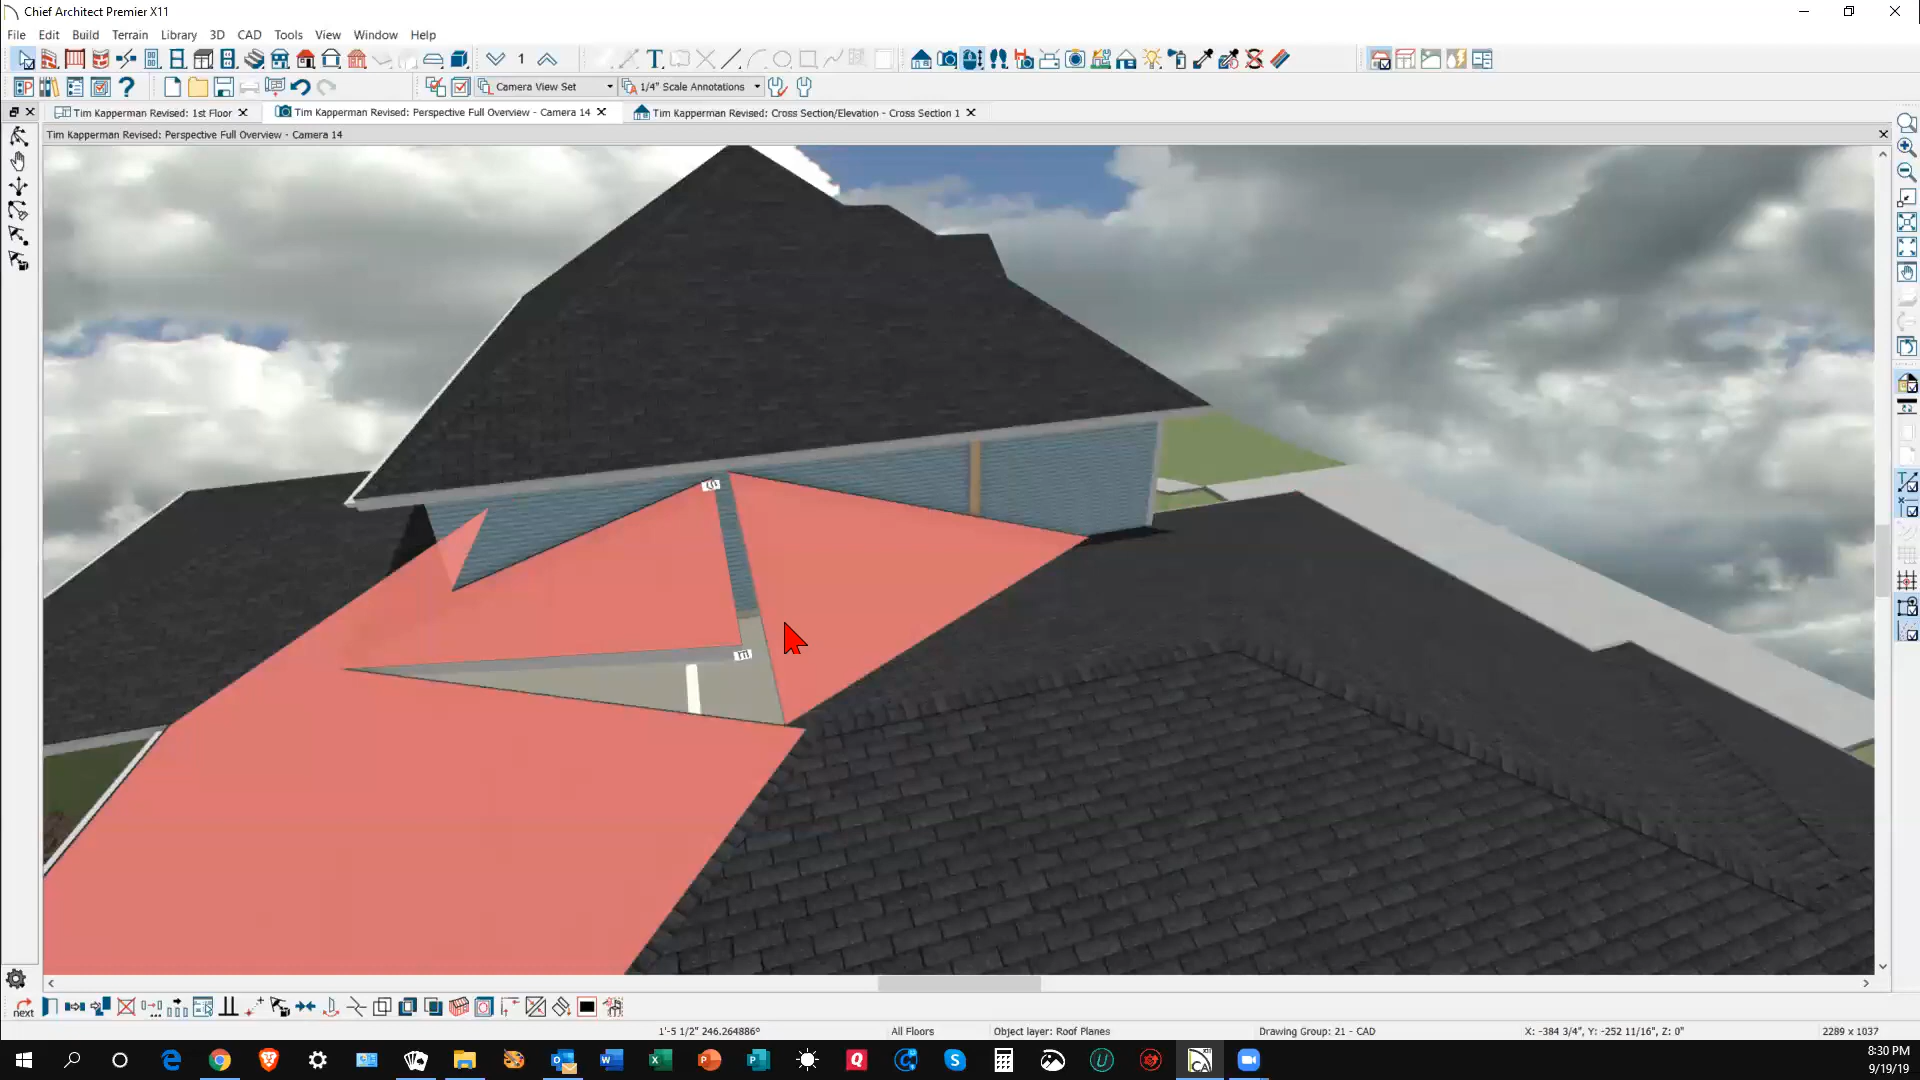 Chief Architect Premier X11
File Edit Build Terrain Library 3D CAD Tools View Window Help
1
Camera View Set
1/4" Scale Annotations
Tim Kapperman Revised: 1st Floor
Tim Kapperman Revised: Perspective Full Overview - Camera 14
Tim Kapperman Revised: Cross Section/Elevation - Cross Section 1
Tim Kapperman Revised: Perspective Full Overview - Camera 14
next
1'-5 1/2" 246.264886°
All Floors
Object layer: Roof Planes
Drawing Group: 21 - CAD
X: -384 3/4", Y: -252 11/16", Z: 0"
2289 x 1037
8:30 PM
9/19/19